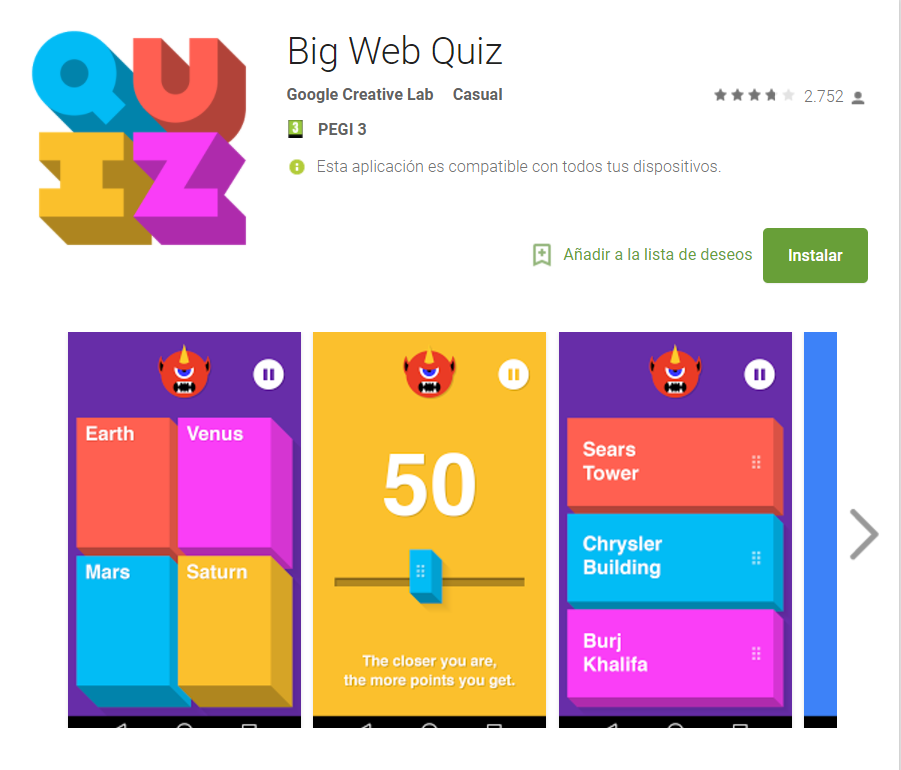 QU
IZ
Big Web Quiz
Google Creative Lab Casual
2.752
3 PEGI 3
Esta aplicación es compatible con todos tus dispositivos.
Añadir a la lista de deseos
Instalar
Earth Venus
Mars Saturn
50
The closer you are,
the more points you get.
Sears
Tower
Chrysler
Building
Burj
Khalifa